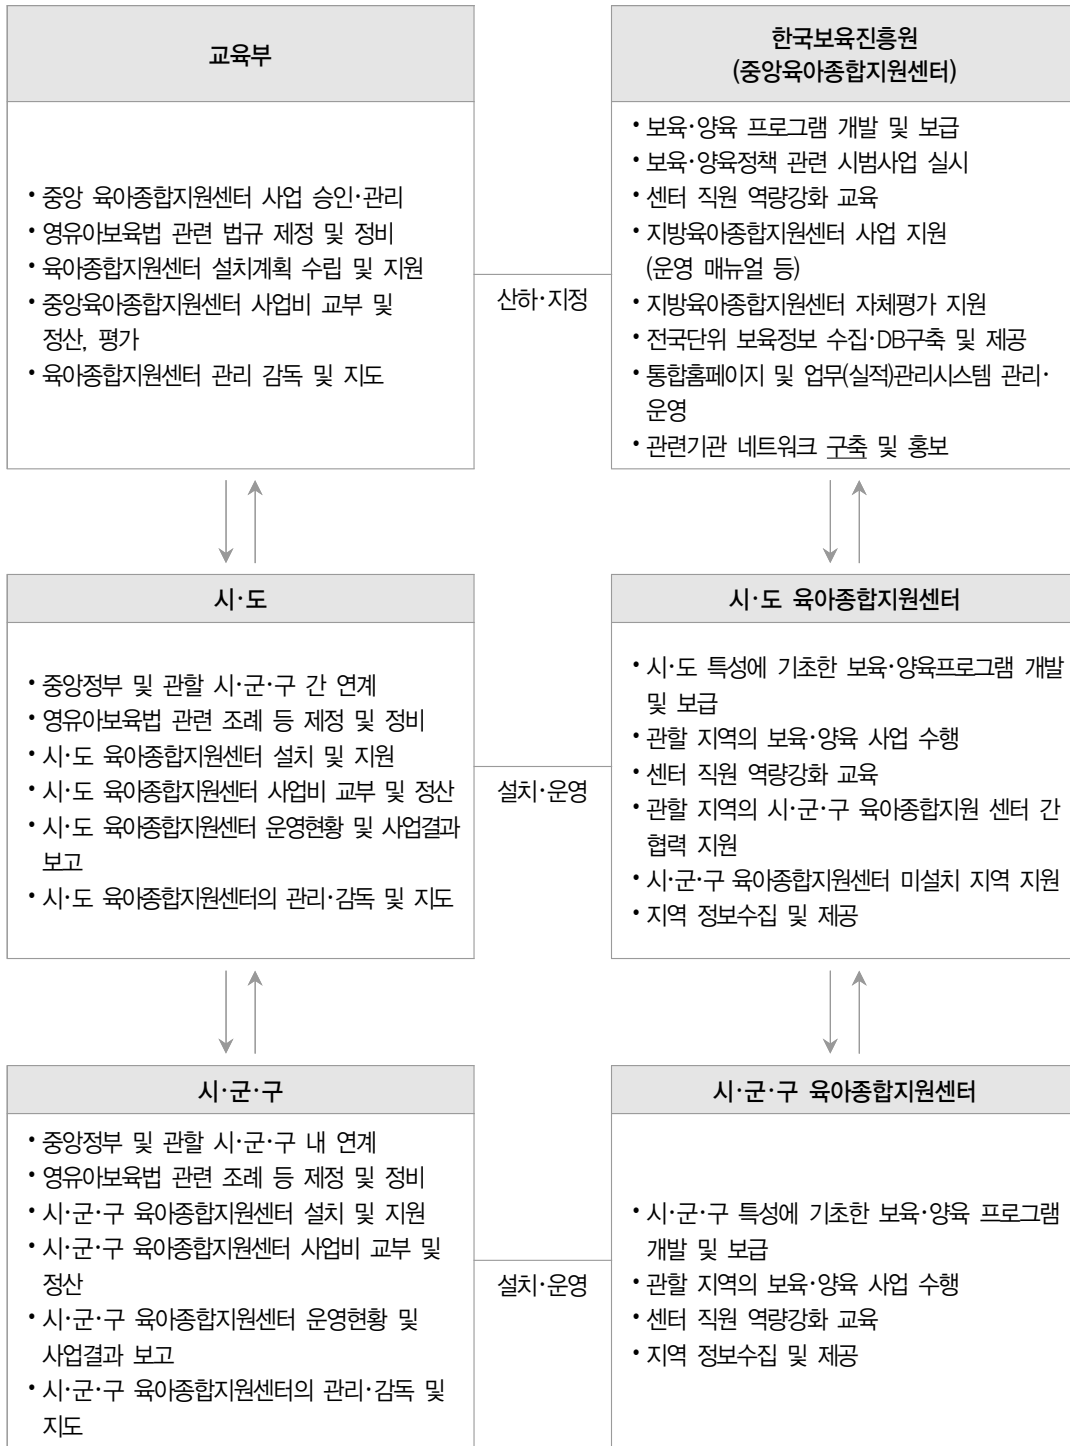 교육부
• 중앙 육아종합지원센터 사업 승인·관리
• 영유아보육법 관련 법규 제정 및 정비
• 육아종합지원센터 설치계획 수립 및 지원
• 중앙육아종합지원센터 사업비 교부 및
정산, 평가
• 육아종합지원센터 관리 감독 및 지도
산하·지정
한국보육진흥원
(중앙육아종합지원센터)
• 보육·양육 프로그램 개발 및 보급
• 보육·양육정책 관련 시범사업 실시
• 센터 직원 역량강화 교육
• 지방육아종합지원센터 사업 지원
(운영 매뉴얼 등)
• 지방육아종합지원센터 자체평가 지원
• 전국단위 보육정보 수집·DB구축 및 제공
• 통합홈페이지 및 업무(실적)관리시스템 관리·
운영
• 관련기관 네트워크 구축 및 홍보
시·도
• 중앙정부 및 관할 시·군·구 간 연계
• 영유아보육법 관련 조례 등 제정 및 정비
• 시·도 육아종합지원센터 설치 및 지원
• 시·도 육아종합지원센터 사업비 교부 및 정산
• 시·도 육아종합지원센터 운영현황 및 사업결과
보고
• 시·도 육아종합지원센터의 관리·감독 및 지도
설치·운영
시·도 육아종합지원센터
• 시·도 특성에 기초한 보육·양육프로그램 개발
및 보급
• 관할 지역의 보육·양육 사업 수행
• 센터 직원 역량강화 교육
• 관할 지역의 시·군·구 육아종합지원 센터 간
협력 지원
• 시·군·구 육아종합지원센터 미설치 지역 지원
• 지역 정보수집 및 제공
시·군·구
• 중앙정부 및 관할 시·군·구 내 연계
• 영유아보육법 관련 조례 등 제정 및 정비
• 시·군·구 육아종합지원센터 설치 및 지원
• 시·군·구 육아종합지원센터 사업비 교부 및
정산
• 시·군·구 육아종합지원센터 운영현황 및
사업결과 보고
• 시·군·구 육아종합지원센터의 관리·감독 및
지도
설치·운영
시·군·구 육아종합지원센터
• 시·군·구 특성에 기초한 보육·양육 프로그램
개발 및 보급
• 관할 지역의 보육·양육 사업 수행
• 센터 직원 역량강화 교육
• 지역 정보수집 및 제공